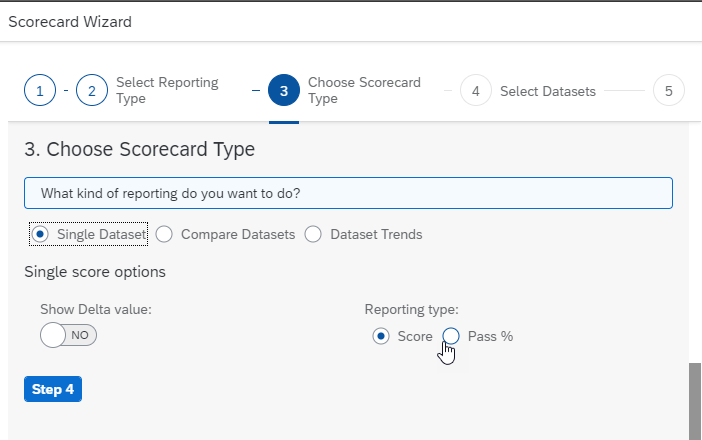 Scorecard Wizard
1 2 Select Reporting Type 3 Choose Scorecard Type 4 Select Datasets 5
3. Choose Scorecard Type
What kind of reporting do you want to do?
Single Dataset Compare Datasets Dataset Trends
Single score options
Show Delta value: Reporting type:
NO Score Pass %
Step 4